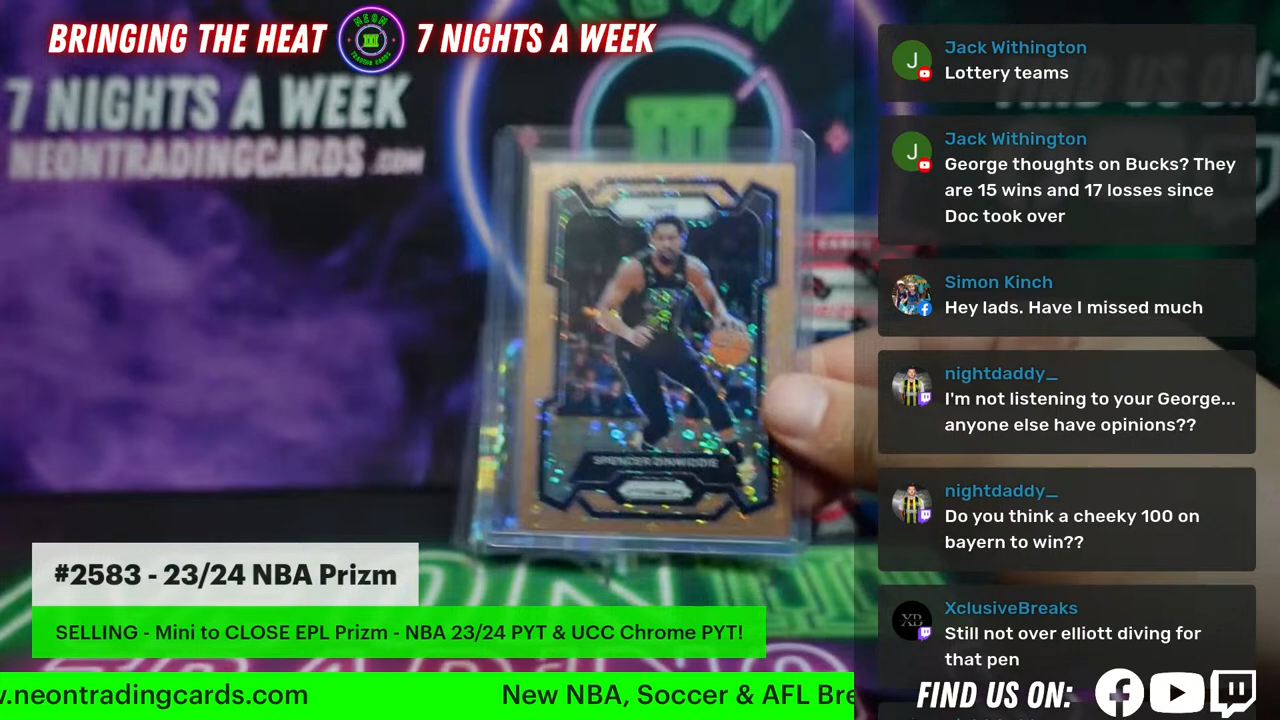 BRINGING THE HEAT
NEON
TRADING CARDS
7 NIGHTS A WEEK
7 NIGHTS A WEEK
NEONTRADINGCARDS.COM
SPENCER DINWIDDIE
#2583 - 23/24 NBA Prizm
SELLING - Mini to CLOSE EPL Prizm - NBA 23/24 PYT & UCC Chrome PYT!
.neontradingcards.com
New NBA, Soccer & AFL Bre
Jack Withington
Lottery teams
Jack Withington
George thoughts on Bucks? They
are 15 wins and 17 losses since
Doc took over
Simon Kinch
Hey lads. Have I missed much
nightdaddy_
I'm not listening to your George...
anyone else have opinions??
nightdaddy_
Do you think a cheeky 100 on
bayern to win??
XclusiveBreaks
Still not over elliott diving for
that pen
FIND US ON: